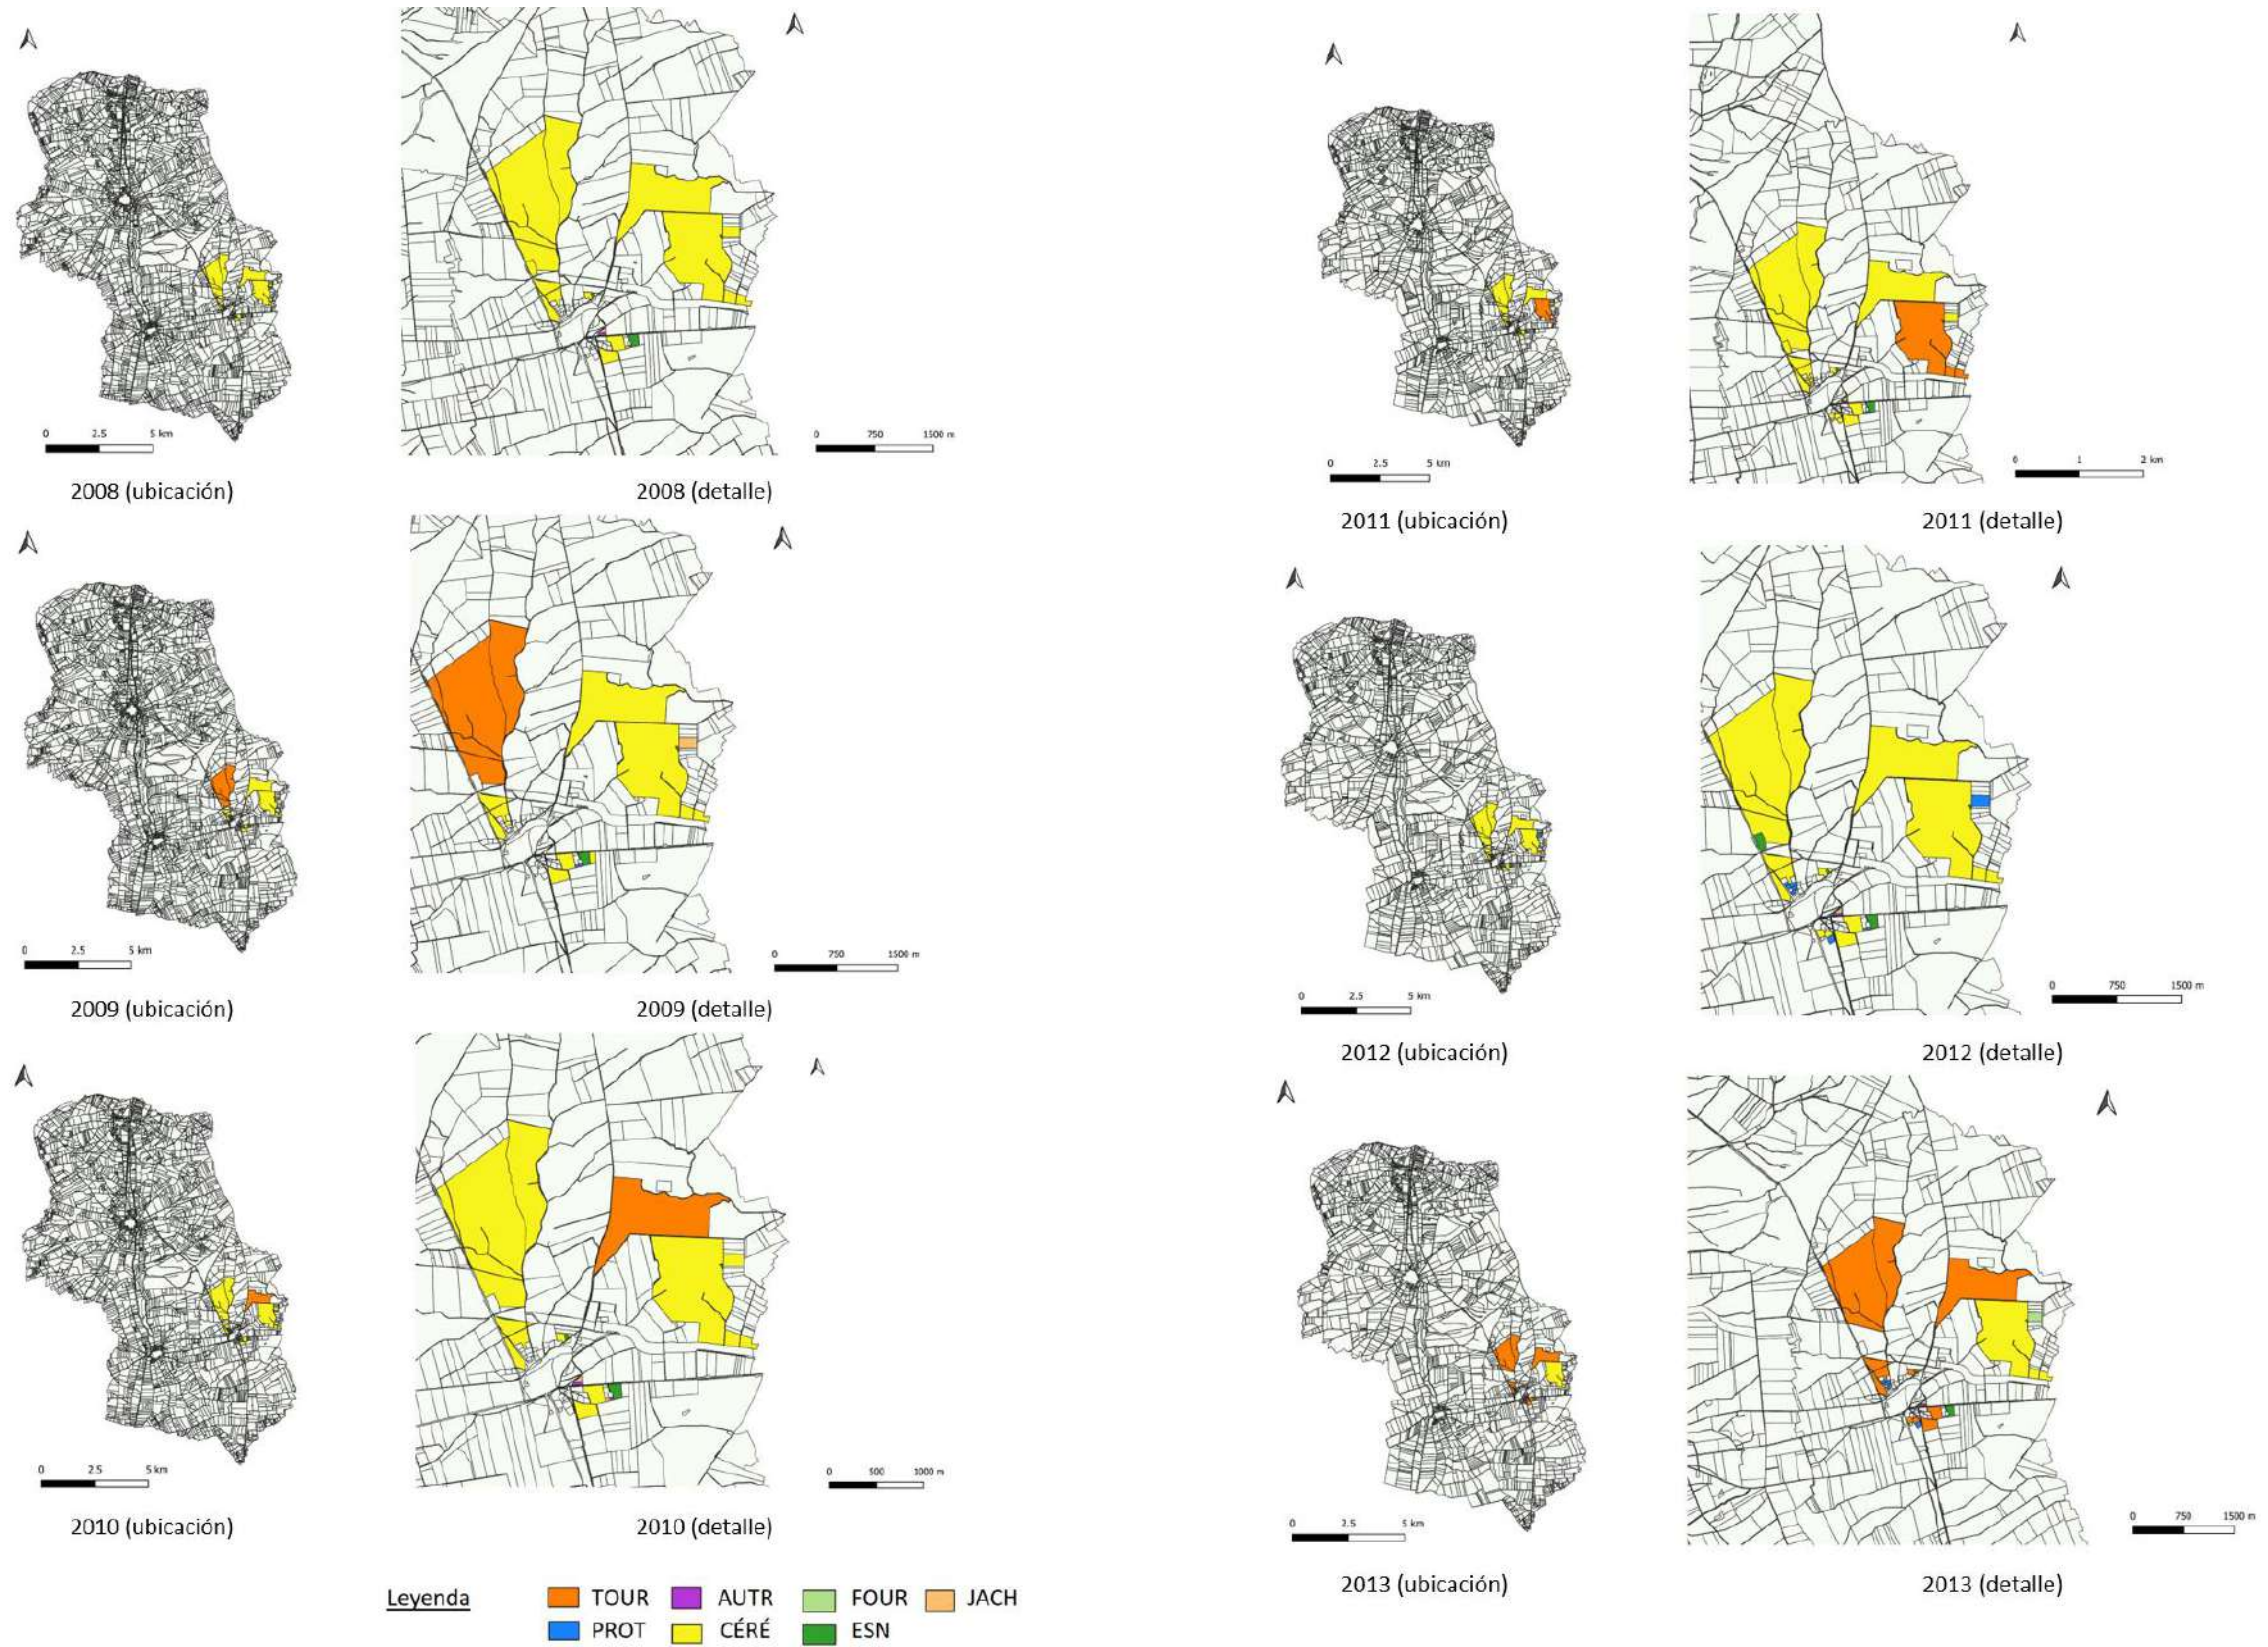 0 2.5 5 km
0 750 1500 m
2008 (ubicación)
2008 (detalle)
0 2.5 5 km
0 750 1500 m
2009 (ubicación)
2009 (detalle)
0 2.5 5 km
0 500 1000 m
2010 (ubicación)
2010 (detalle)
0 2.5 5 km
0 1 2 km
2011 (ubicación)
2011 (detalle)
0 2.5 5 km
0 750 1500 m
2012 (ubicación)
2012 (detalle)
0 2.5 5 km
0 750 1500 m
2013 (ubicación)
2013 (detalle)
Leyenda
TOUR AUTR FOUR JACH
PROT CÉRÉ ESN